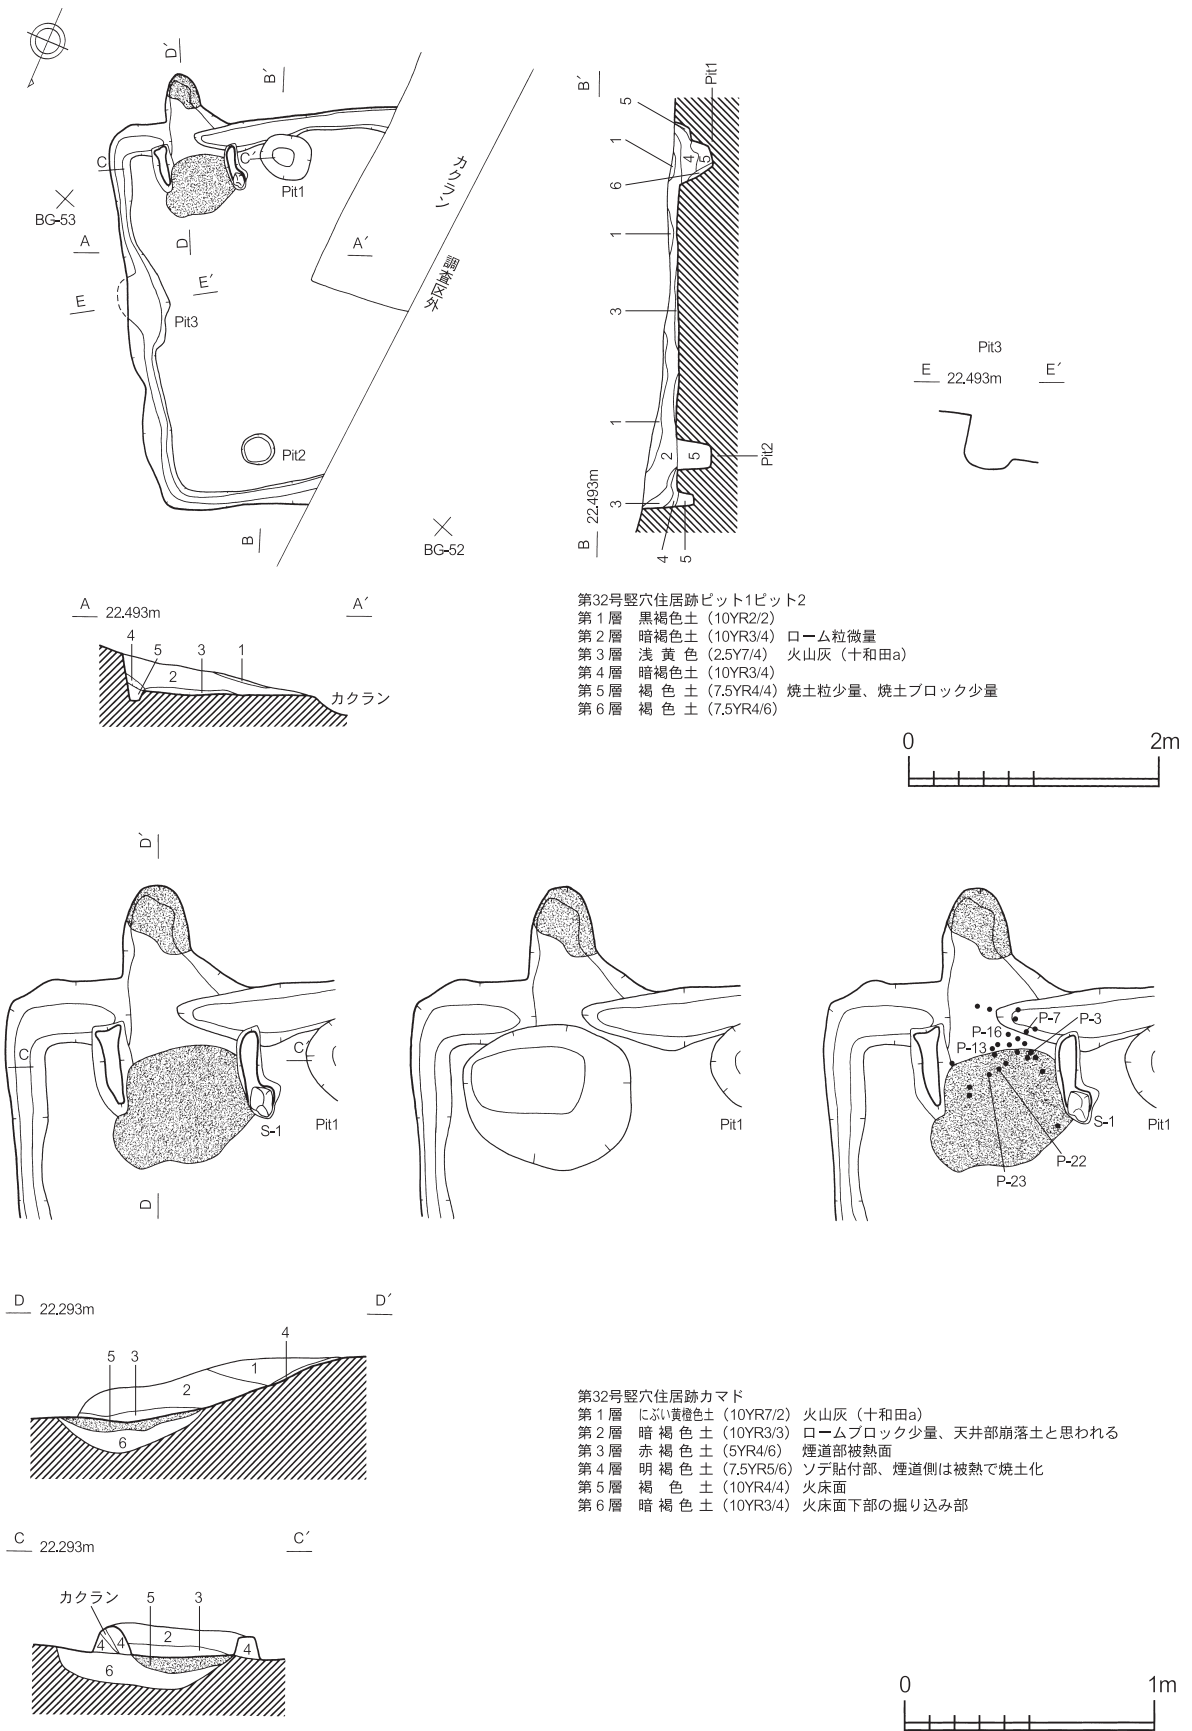 D´
B´
C
C´
Pit1
カクラン
BG-53
A
D
A´
E´
調査区外
E
Pit3
Pit2
B
BG-52
B´
Pit1
5
1
4
5
6
1
3
1
2
5
Pit2
3
B 22.493m
4
5
Pit3
E 22.493m E´
A 22.493m A´
4
5
3
1
2
カクラン
第32号竪穴住居跡ピット1ピット2
第1層 黒褐色土（10YR2/2）
第2層 暗褐色土（10YR3/4） ローム粒微量
第3層 浅黄色（2.5Y7/4） 火山灰（十和田a）
第4層 暗褐色土（10YR3/4）
第5層 褐色土（7.5YR4/4）焼土粒少量、焼土ブロック少量
第6層 褐色土（7.5YR4/6）
0 2m
D´
C
C´
S-1
Pit1
D
Pit1
P-7
P-16
P-3
P-13
S-1
Pit1
P-22
P-23
D 22.293m D´
4
5
3
1
2
6
第32号竪穴住居跡カマド
第1層 にぶい黄橙色土（10YR7/2） 火山灰（十和田a）
第2層 暗褐色土（10YR3/3） ロームブロック少量、天井部崩落土と思われる
第3層 赤褐色土（5YR4/6） 煙道部被熱面
第4層 明褐色土（7.5YR5/6）ソデ貼付部、煙道側は被熱で焼土化
第5層 褐色土（10YR4/4）火床面
第6層 暗褐色土（10YR3/4） 火床面下部の掘り込み部
C 22.293m C´
カクラン
5
3
2
4
4
4
6
0 1m